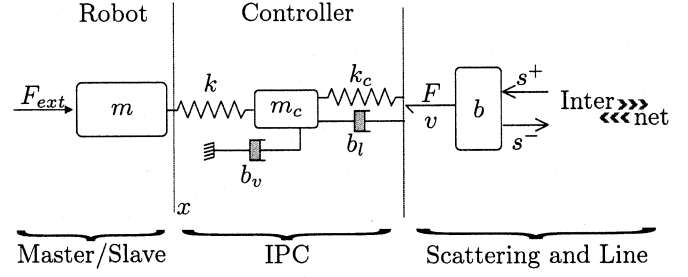 Robot
Controller
F_ext
m
k
m_c
k_c
b_l
b_v
x
F
v
b
s^+
s^-
Inter
net
Master/Slave
IPC
Scattering and Line